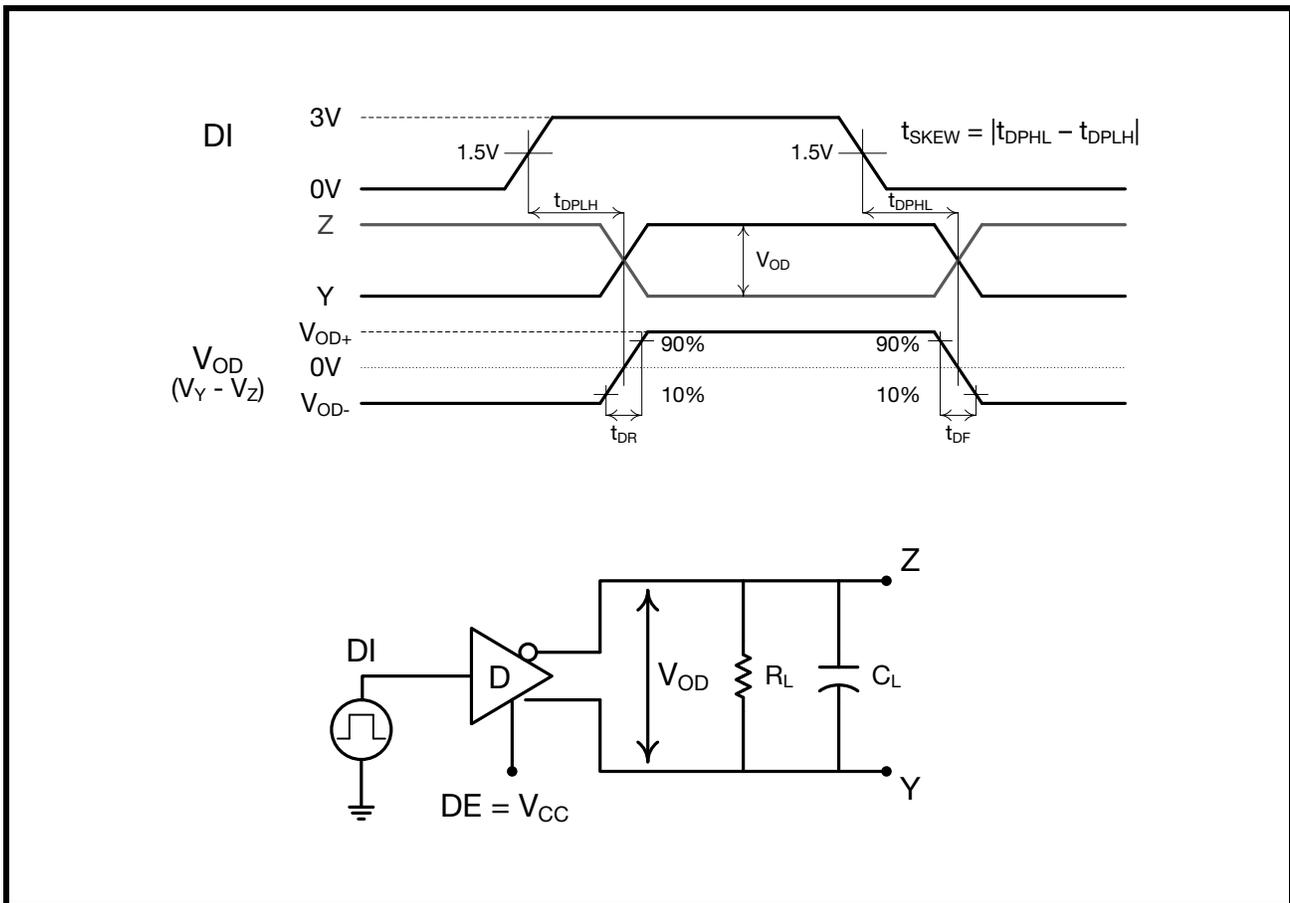 3V
DI
tSKEW = |tDPHL – tDPLH|
1.5V
1.5V
0V
tDPLH
tDPHL
Z
VOD
Y
VOD+
90%
90%
VOD
0V
(VY - VZ)
10%
10%
VOD-
tDR
tDF
Z
DI
D
VOD
RL
CL
Y
DE = VCC